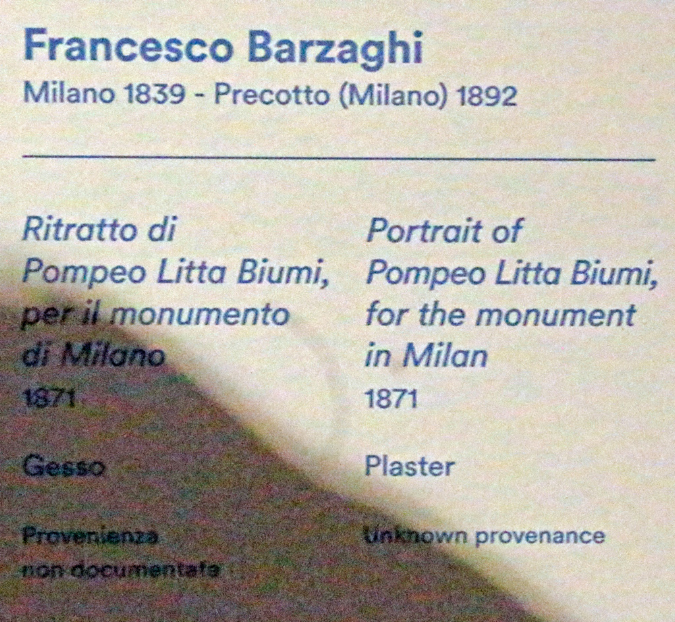 Francesco Barzaghi
Milano 1839 - Precotto (Milano) 1892
Ritratto di
Pompeo Litta Biumi,
per il monumento
di Milano
1871
Gesso
Provenienza
non documentata
Portrait of
Pompeo Litta Biumi,
for the monument
in Milan
1871
Plaster
Unknown provenance